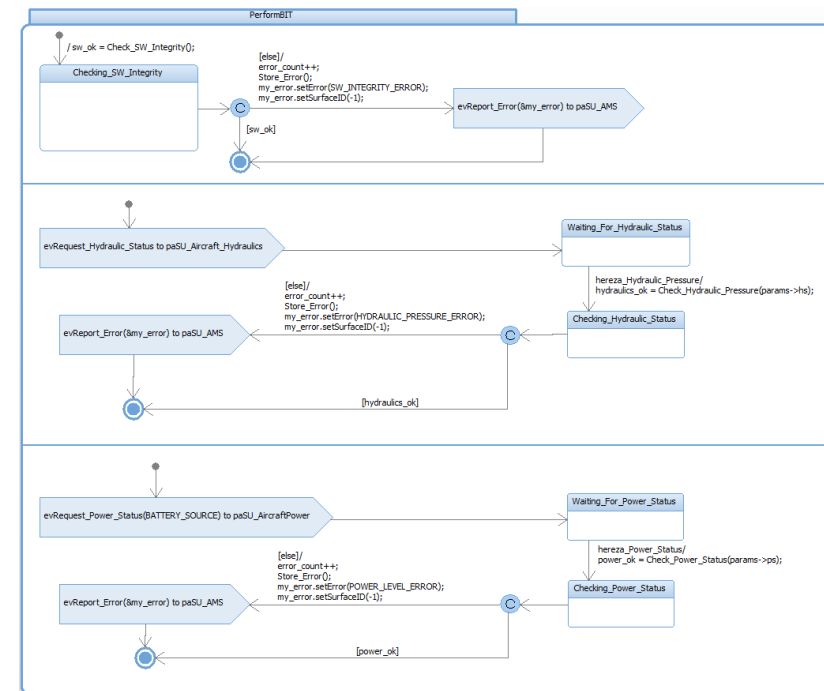 PerformBIT
/ sw_ok = Check_SW_Integrity();
Checking_SW_Integrity
[else]/
error_count++;
Store_Error();
my_error.setError(SW_INTEGRITY_ERROR);
my_error.setSurfaceID(-1);
C
evReport_Error(&my_error) to paSU_AMS
[sw_ok]
evRequest_Hydraulic_Status to paSU_Aircraft_Hydraulics
Waiting_For_Hydraulic_Status
hereza_Hydraulic_Pressure/
hydraulics_ok = Check_Hydraulic_Pressure(params->hs);
[else]/
error_count++;
Store_Error();
my_error.setError(HYDRAULIC_PRESSURE_ERROR);
my_error.setSurfaceID(-1);
Checking_Hydraulic_Status
evReport_Error(&my_error) to paSU_AMS
C
[hydraulics_ok]
evRequest_Power_Status(BATTERY_SOURCE) to paSU_AircraftPower
Waiting_For_Power_Status
hereza_Power_Status/
power_ok = Check_Power_Status(params->ps);
[else]/
error_count++;
Store_Error();
my_error.setError(POWER_LEVEL_ERROR);
my_error.setSurfaceID(-1);
Checking_Power_Status
evReport_Error(&my_error) to paSU_AMS
C
[power_ok]